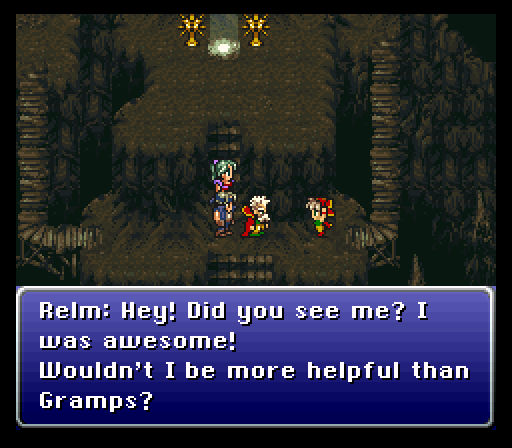 Relm: Hey! Did you see me? I
was awesome!
Wouldn't I be more helpful than
Gramps?